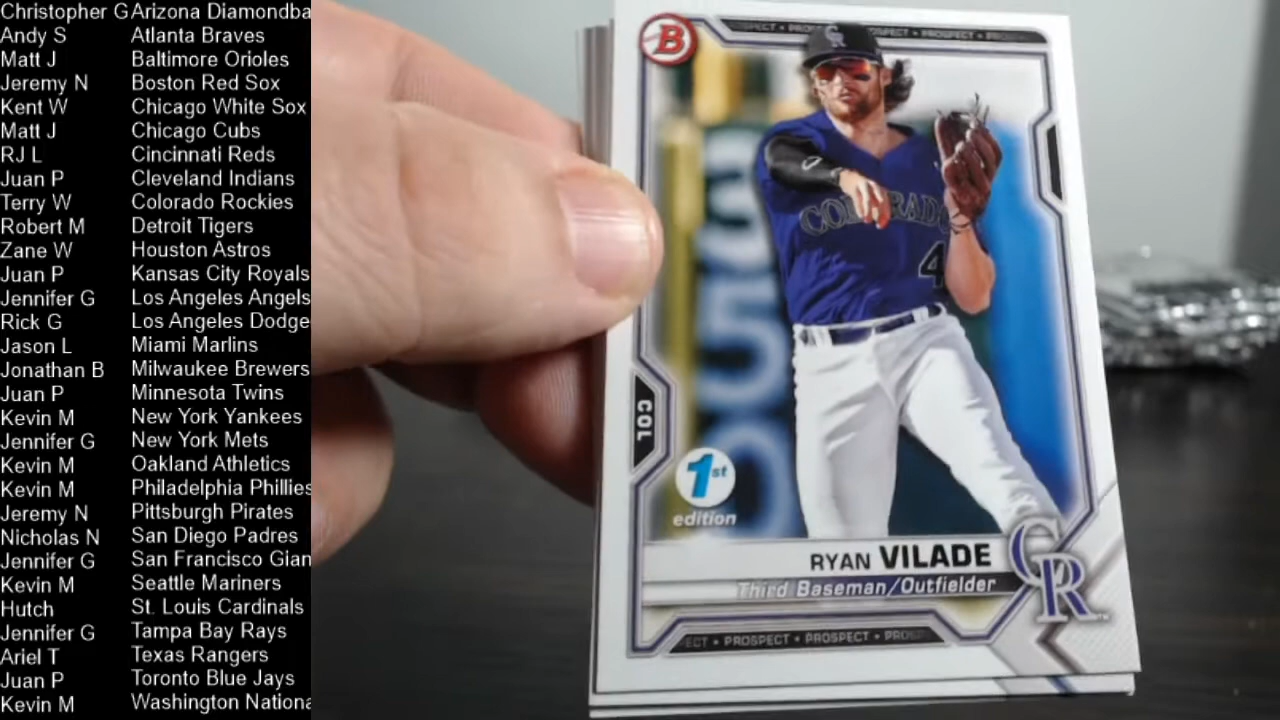 Christopher G Arizona Diamondba
Andy S Atlanta Braves
Matt J Baltimore Orioles
Jeremy N Boston Red Sox
Kent W Chicago White Sox
Matt J Chicago Cubs
RJ L Cincinnati Reds
Juan P Cleveland Indians
Terry W Colorado Rockies
Robert M Detroit Tigers
Zane W Houston Astros
Juan P Kansas City Royals
Jennifer G Los Angeles Angels
Rick G Los Angeles Dodge
Jason L Miami Marlins
Jonathan B Milwaukee Brewers
Juan P Minnesota Twins
Kevin M New York Yankees
Jennifer G New York Mets
Kevin M Oakland Athletics
Kevin M Philadelphia Phillies
Jeremy N Pittsburgh Pirates
Nicholas N San Diego Padres
Jennifer G San Francisco Gian
Kevin M Seattle Mariners
Hutch St. Louis Cardinals
Jennifer G Tampa Bay Rays
Ariel T Texas Rangers
Juan P Toronto Blue Jays
Kevin M Washington Nationa
B
PROSPECT • PROSPECT
CR
COLORADO
4
COL
1st
edition
RYAN VILADE
Third Baseman/Outfielder
CR
ECT • PROSPECT • PROSPECT • PROS